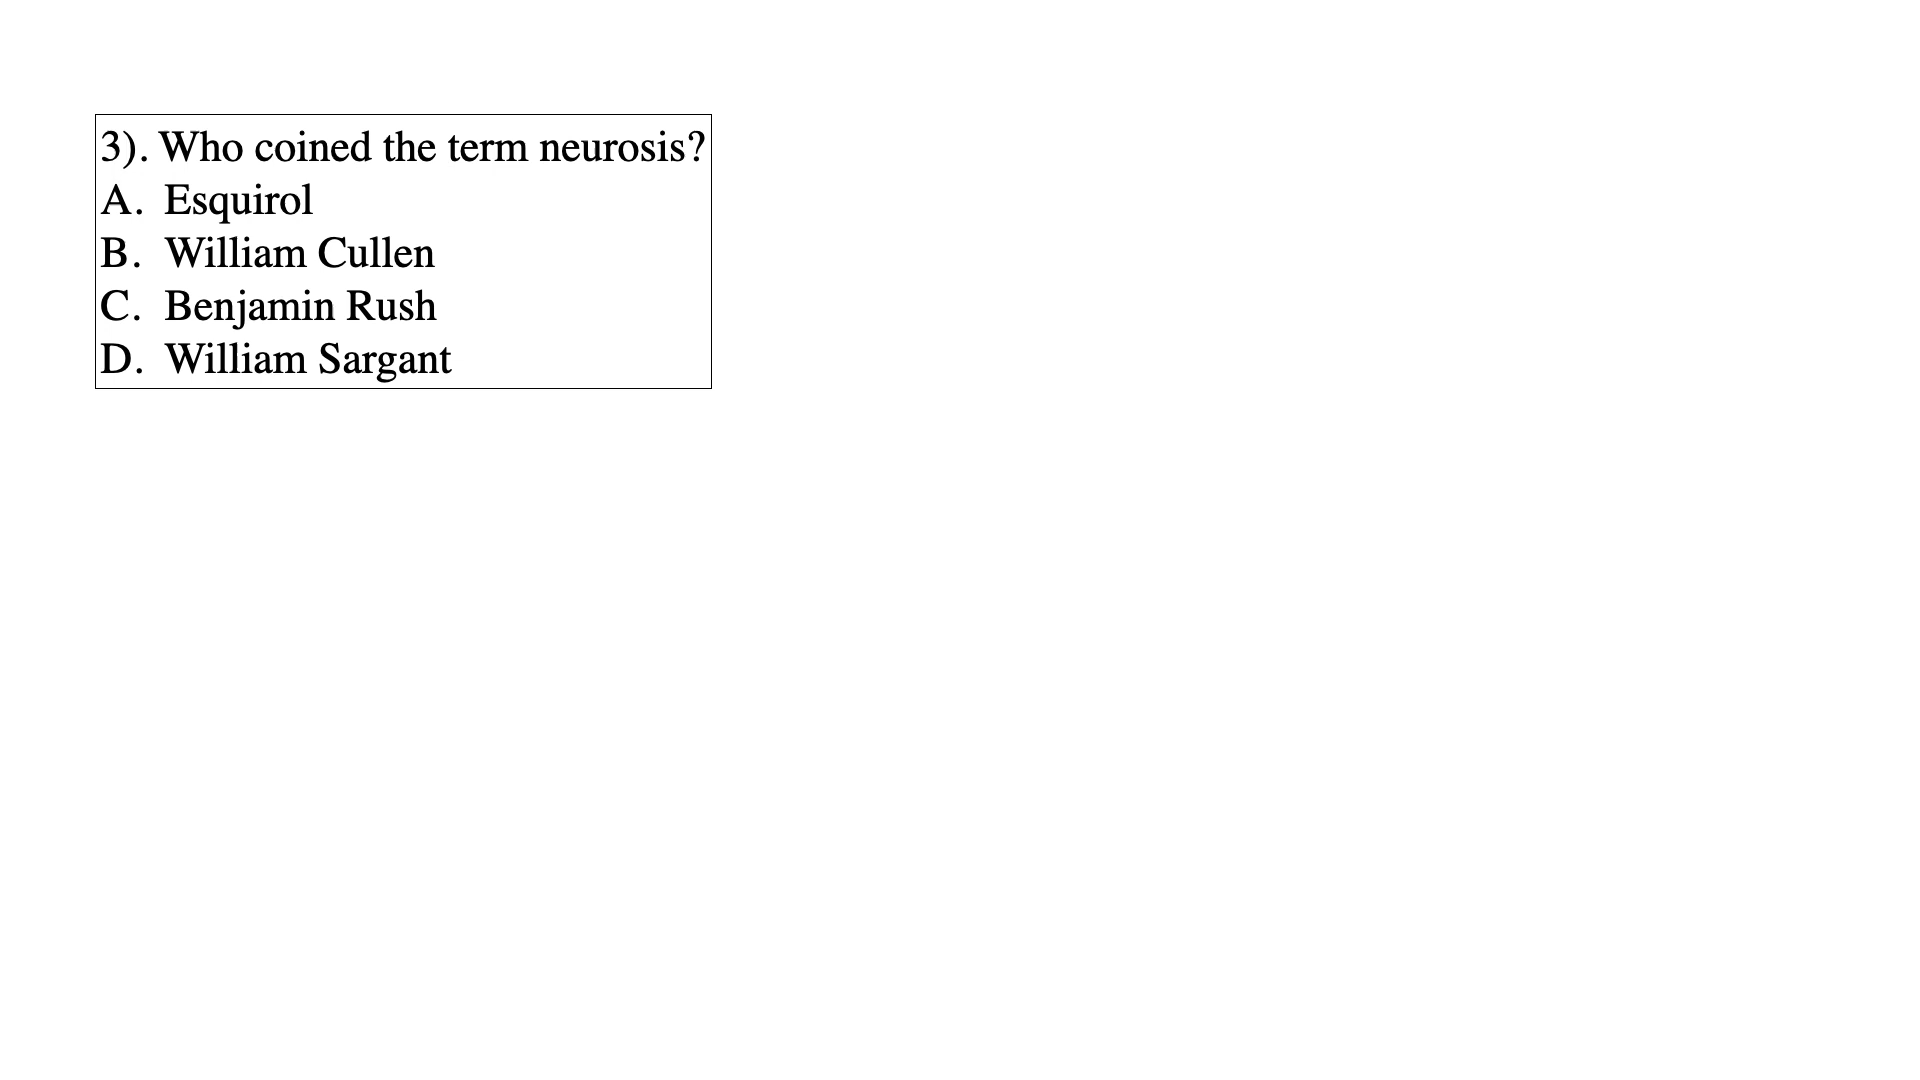 3). Who coined the term neurosis?
A. Esquirol
B. William Cullen
C. Benjamin Rush
D. William Sargant